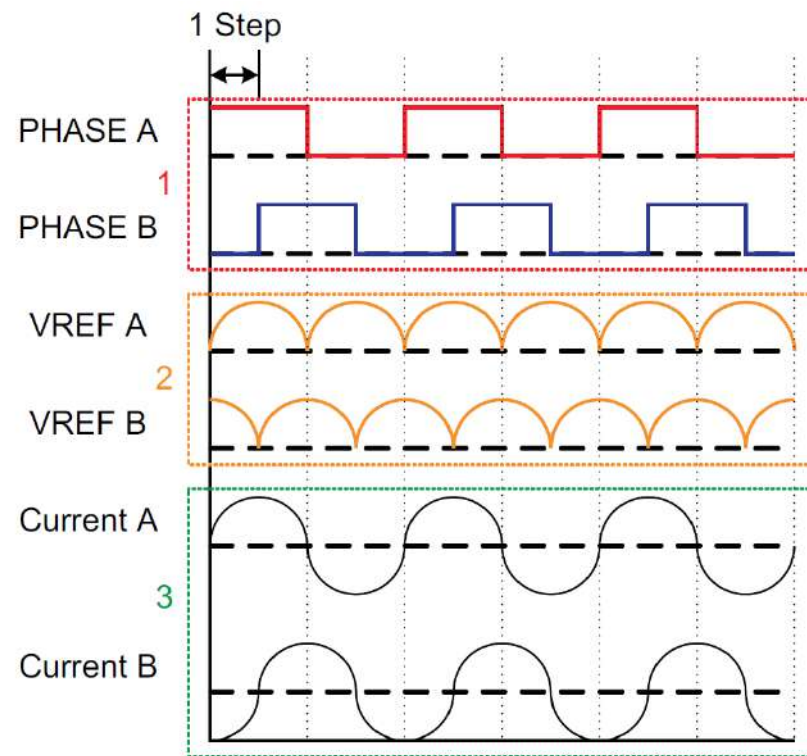 1 Step
PHASE A
1
PHASE B
VREF A
2
VREF B
Current A
3
Current B